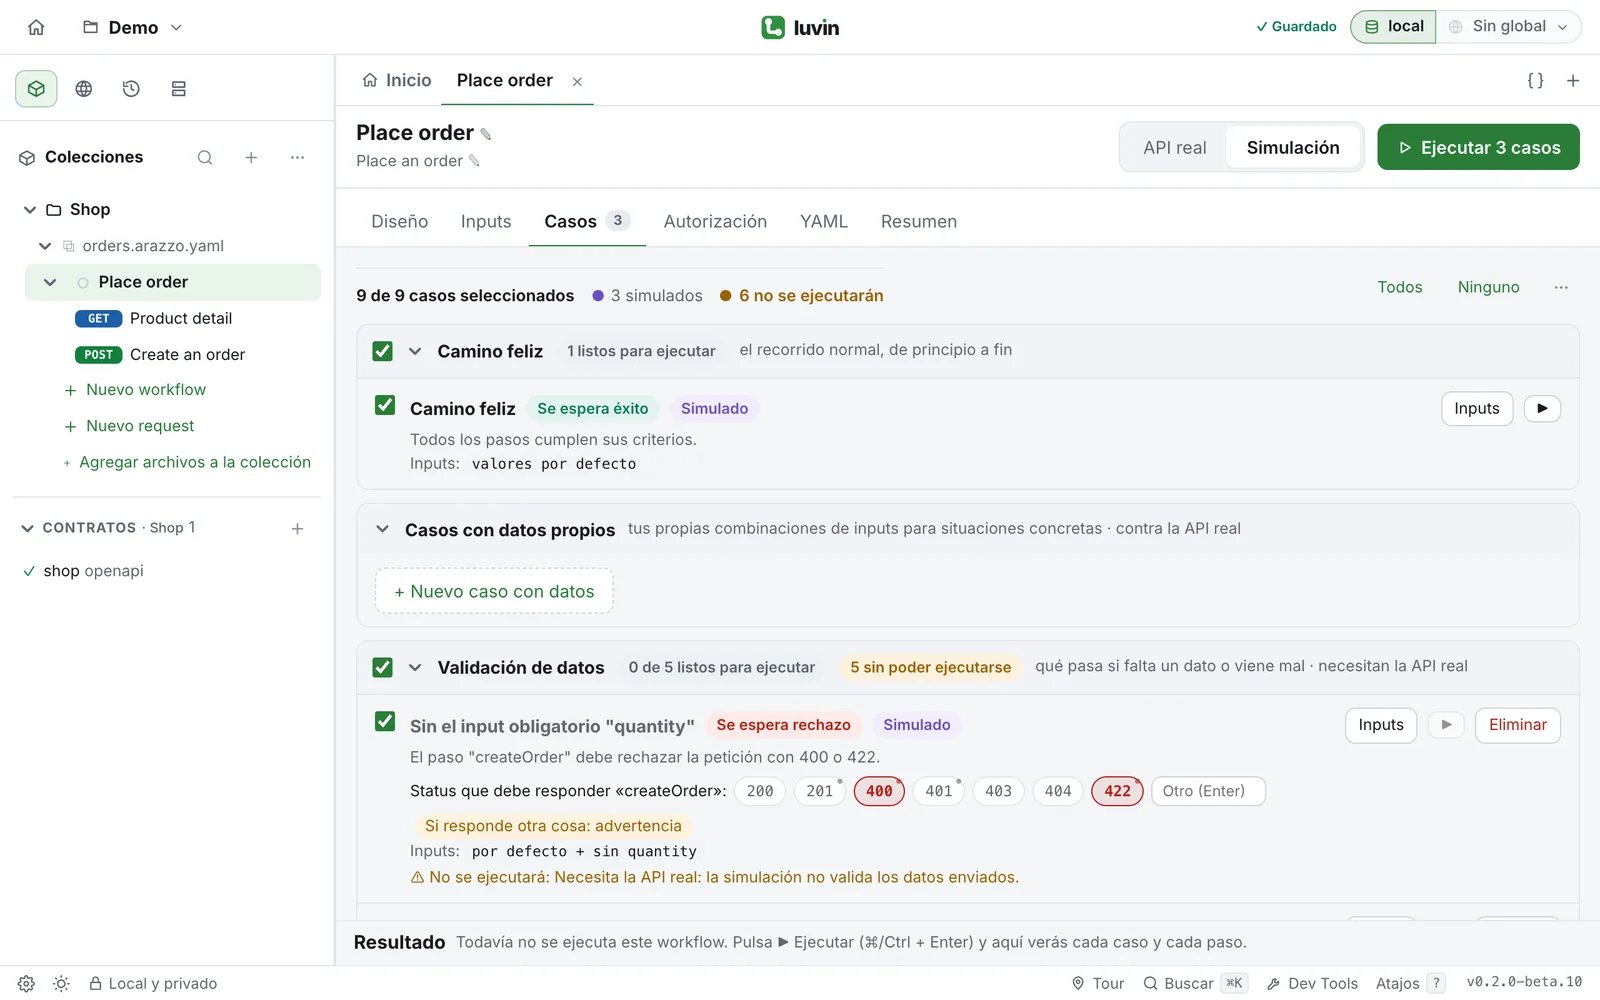 Demo
luvin
Guardado
local
Sin global
Inicio
Place order
Colecciones
Place order
Place an order
API real
Simulación
Ejecutar 3 casos
Shop
orders.arazzo.yaml
Place order
GET Product detail
POST Create an order
+ Nuevo workflow
+ Nuevo request
+ Agregar archivos a la colección
CONTRATOS · Shop 1
shop openapi
Diseño
Inputs
Casos 3
Autorización
YAML
Resumen
9 de 9 casos seleccionados
3 simulados
6 no se ejecutarán
Todos
Ninguno
Camino feliz 1 listos para ejecutar el recorrido normal, de principio a fin
Camino feliz Se espera éxito Simulado
Inputs
Todos los pasos cumplen sus criterios.
Inputs: valores por defecto
Casos con datos propios tus propias combinaciones de inputs para situaciones concretas · contra la API real
+ Nuevo caso con datos
Validación de datos 0 de 5 listos para ejecutar 5 sin poder ejecutarse qué pasa si falta un dato o viene mal · necesitan la API real
Sin el input obligatorio "quantity" Se espera rechazo Simulado
Inputs
Eliminar
El paso "createOrder" debe rechazar la petición con 400 o 422.
Status que debe responder «createOrder»: 200 201 400 401 403 404 422 Otro (Enter)
Si responde otra cosa: advertencia
Inputs: por defecto + sin quantity
No se ejecutará: Necesita la API real: la simulación no valida los datos enviados.
Resultado Todavía no se ejecuta este workflow. Pulsa ▶ Ejecutar (⌘/Ctrl + Enter) y aquí verás cada caso y cada paso.
Local y privado
Tour
Buscar ⌘K
Dev Tools
Atajos ?
v0.2.0-beta.10